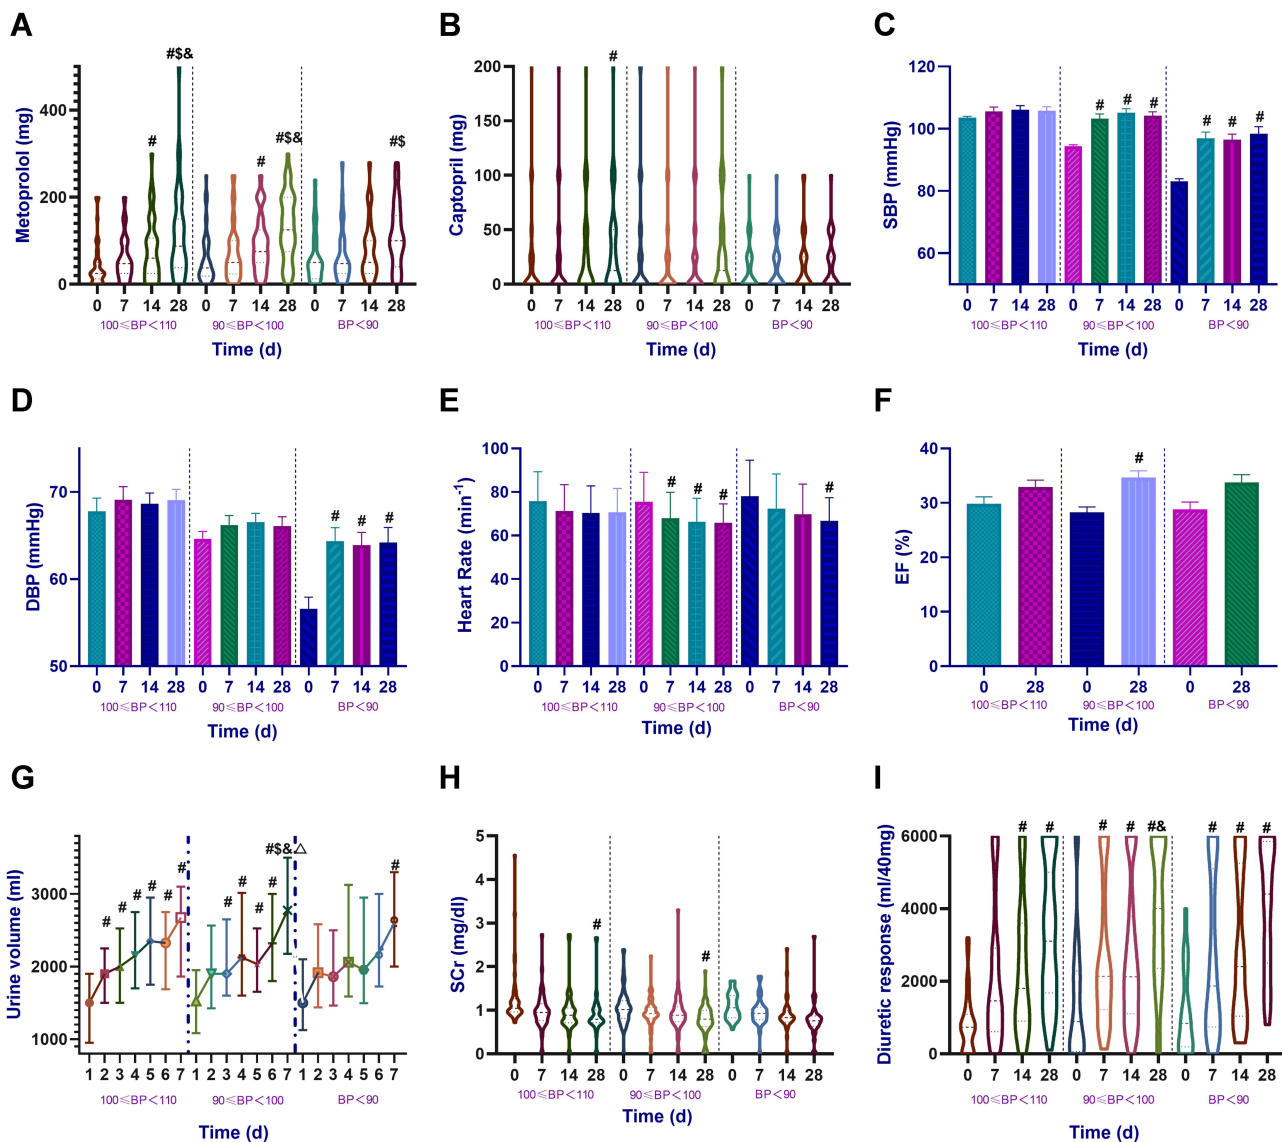 A
#$&
#
#
#$&
#$
Metoprolol (mg)
400
200
0
0 7 14 28 0 7 14 28 0 7 14 28
100≤BP<110 90≤BP<100 BP<90
Time (d)
B
#
Captopril (mg)
200
150
100
50
0
0 7 14 28 0 7 14 28 0 7 14 28
100≤BP<110 90≤BP<100 BP<90
Time (d)
C
# # # # # #
SBP (mmHg)
120
100
80
60
0 7 14 28 0 7 14 28 0 7 14 28
100≤BP<110 90≤BP<100 BP<90
Time (d)
D
# # #
DBP (mmHg)
70
60
50
0 7 14 28 0 7 14 28 0 7 14 28
100≤BP<110 90≤BP<100 BP<90
Time (d)
E
# # # #
Heart Rate (min-1)
100
80
60
40
20
0
0 7 14 28 0 7 14 28 0 7 14 28
100≤BP<110 90≤BP<100 BP<90
Time (d)
F
#
EF (%)
40
30
20
10
0
0 28 0 28 0 28
100≤BP<110 90≤BP<100 BP<90
Time (d)
G
# # # # # # # # # # #$&△ #
Urine volume (ml)
3000
2000
1000
1 2 3 4 5 6 7 1 2 3 4 5 6 7 1 2 3 4 5 6 7
100≤BP<110 90≤BP<100 BP<90
Time (d)
H
# #
SCr (mg/dl)
5
4
3
2
1
0
0 7 14 28 0 7 14 28 0 7 14 28
100≤BP<110 90≤BP<100 BP<90
Time (d)
I
# # # # #& # # #
Diuretic response (ml/40mg)
6000
4000
2000
0
0 7 14 28 0 7 14 28 0 7 14 28
100≤BP<110 90≤BP<100 BP<90
Time (d)